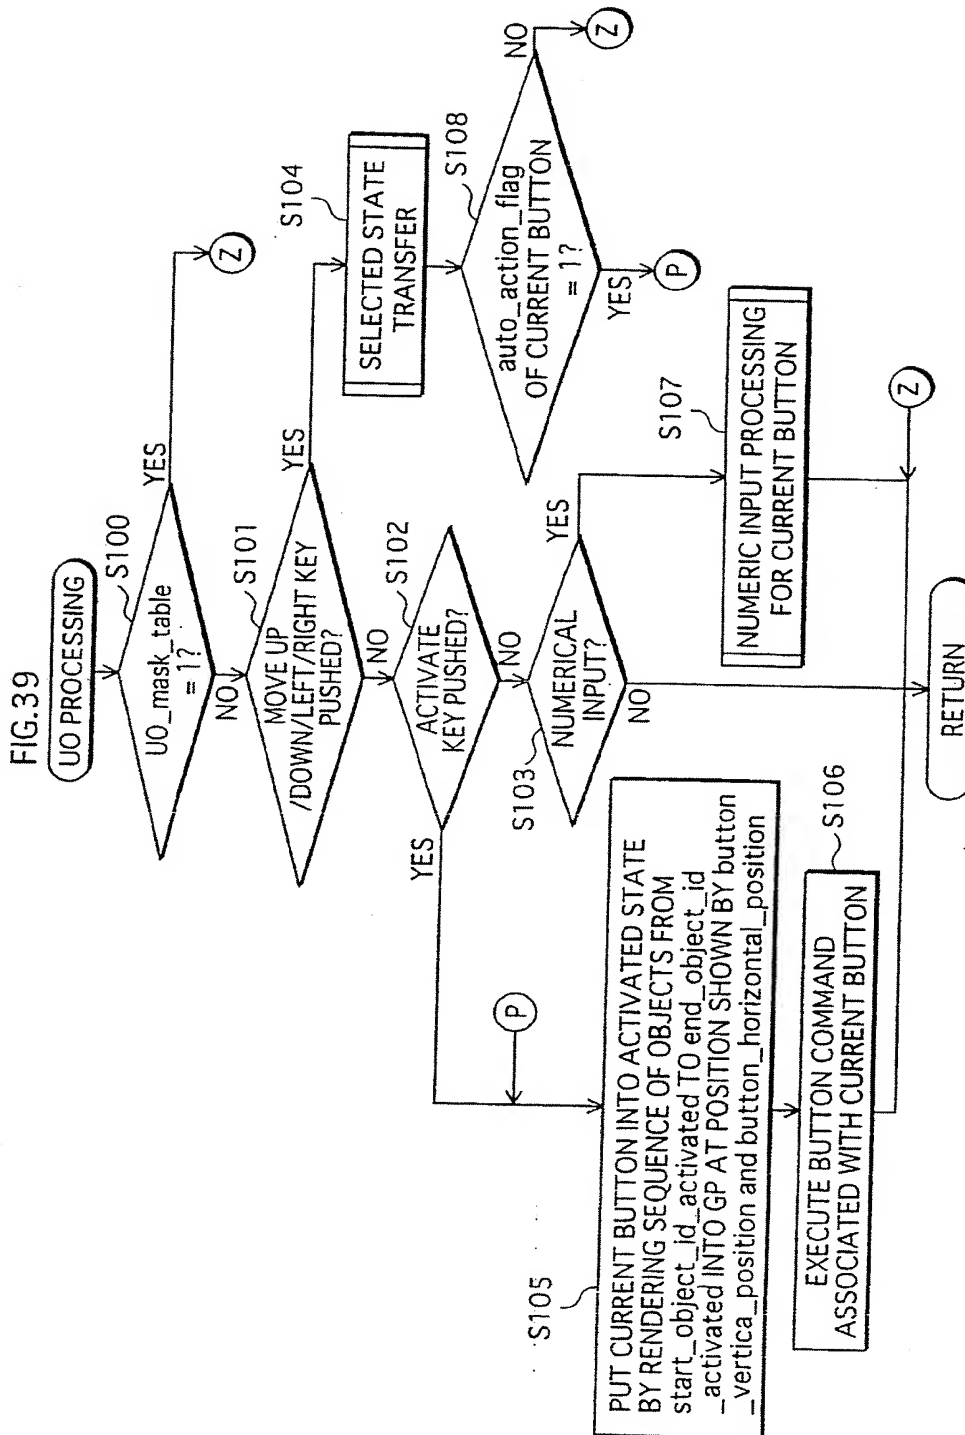 FIG.39
UO PROCESSING
S100
UO_mask_table
= 1?
YES
Z
NO
S101
MOVE UP
/DOWN/LEFT/RIGHT KEY
PUSHED?
YES
S104
SELECTED STATE
TRANSFER
S108
auto_action_flag
OF CURRENT BUTTON
= 1?
NO
Z
YES
P
NO
S102
ACTIVATE
KEY PUSHED?
YES
NO
S103
NUMERICAL
INPUT?
YES
S107
NUMERIC INPUT PROCESSING
FOR CURRENT BUTTON
NO
Z
P
S105
PUT CURRENT BUTTON INTO ACTIVATED STATE
BY RENDERING SEQUENCE OF OBJECTS FROM
start_object_id_activated TO end_object_id
_activated INTO GP AT POSITION SHOWN BY button
_vertica_position and button_horizontal_position
S106
EXECUTE BUTTON COMMAND
ASSOCIATED WITH CURRENT BUTTON
RETURN